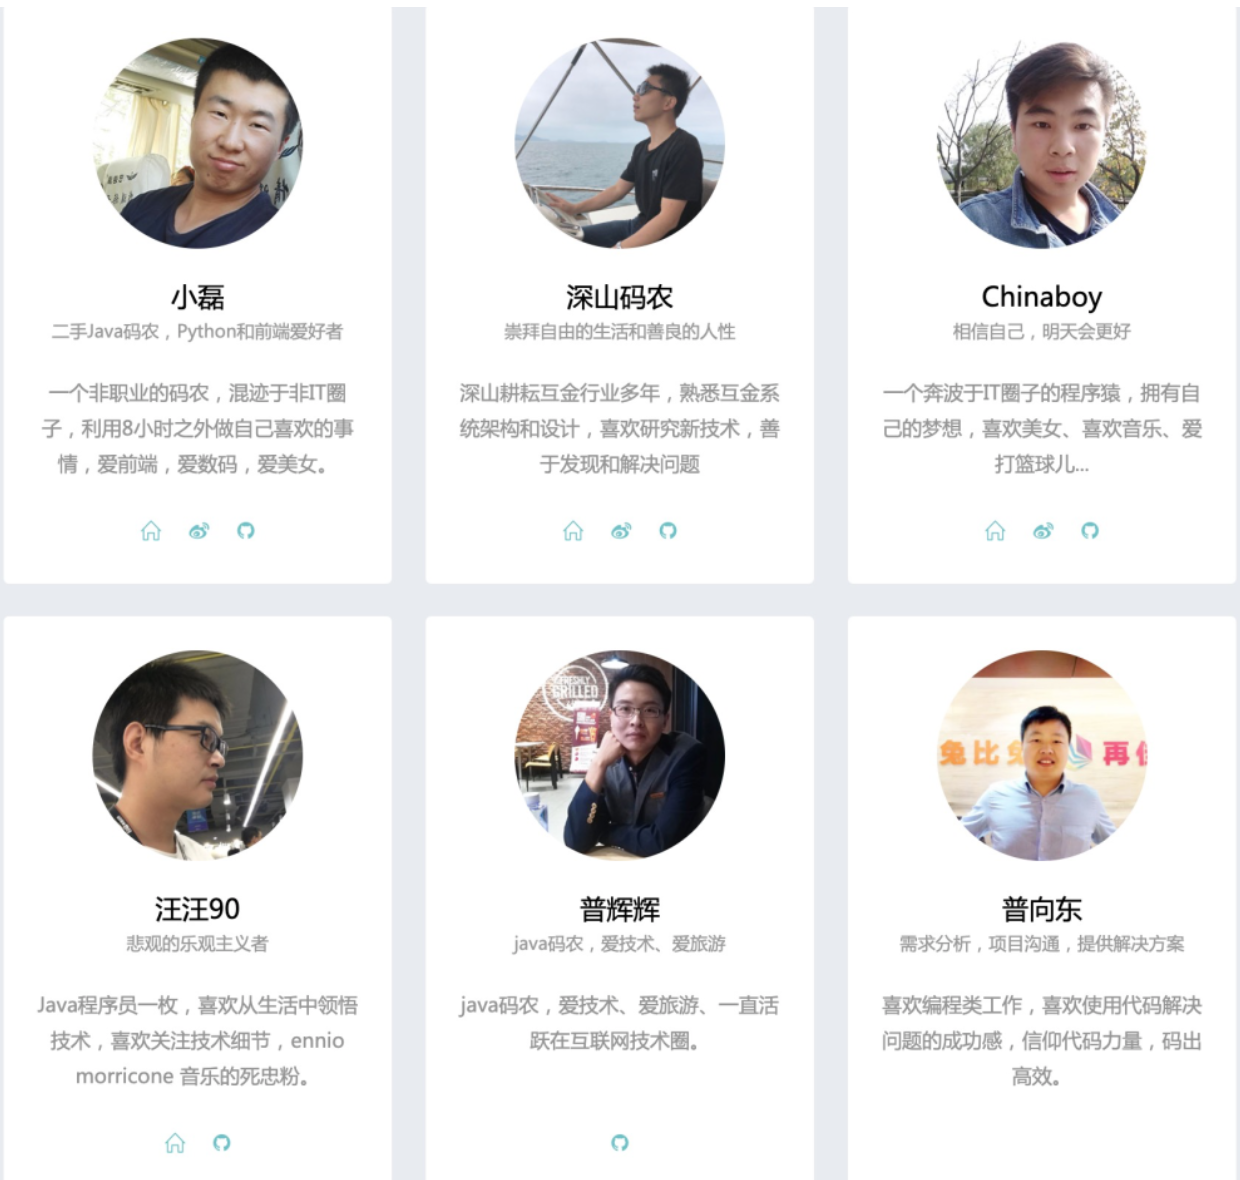 小磊
二手Java码农，Python和前端爱好者
一个非职业的码农，混迹于非IT圈
子，利用8小时之外做自己喜欢的事
情，爱前端，爱数码，爱美女。
深山码农
崇拜自由的生活和善良的人性
深山耕耘互金行业多年，熟悉互金系
统架构和设计，喜欢研究新技术，善
于发现和解决问题
Chinaboy
相信自己，明天会更好
一个奔波于IT圈子的程序猿，拥有自
己的梦想，喜欢美女、喜欢音乐、爱
打篮球儿...
汪汪90
悲观的乐观主义者
Java程序员一枚，喜欢从生活中领悟
技术，喜欢关注技术细节，ennio
morricone 音乐的死忠粉。
GRILLED
普辉辉
java码农，爱技术、爱旅游
java码农，爱技术、爱旅游、一直活
跃在互联网技术圈。
兔比 再
普向东
需求分析，项目沟通，提供解决方案
喜欢编程类工作，喜欢使用代码解决
问题的成功感，信仰代码力量，码出
高效。